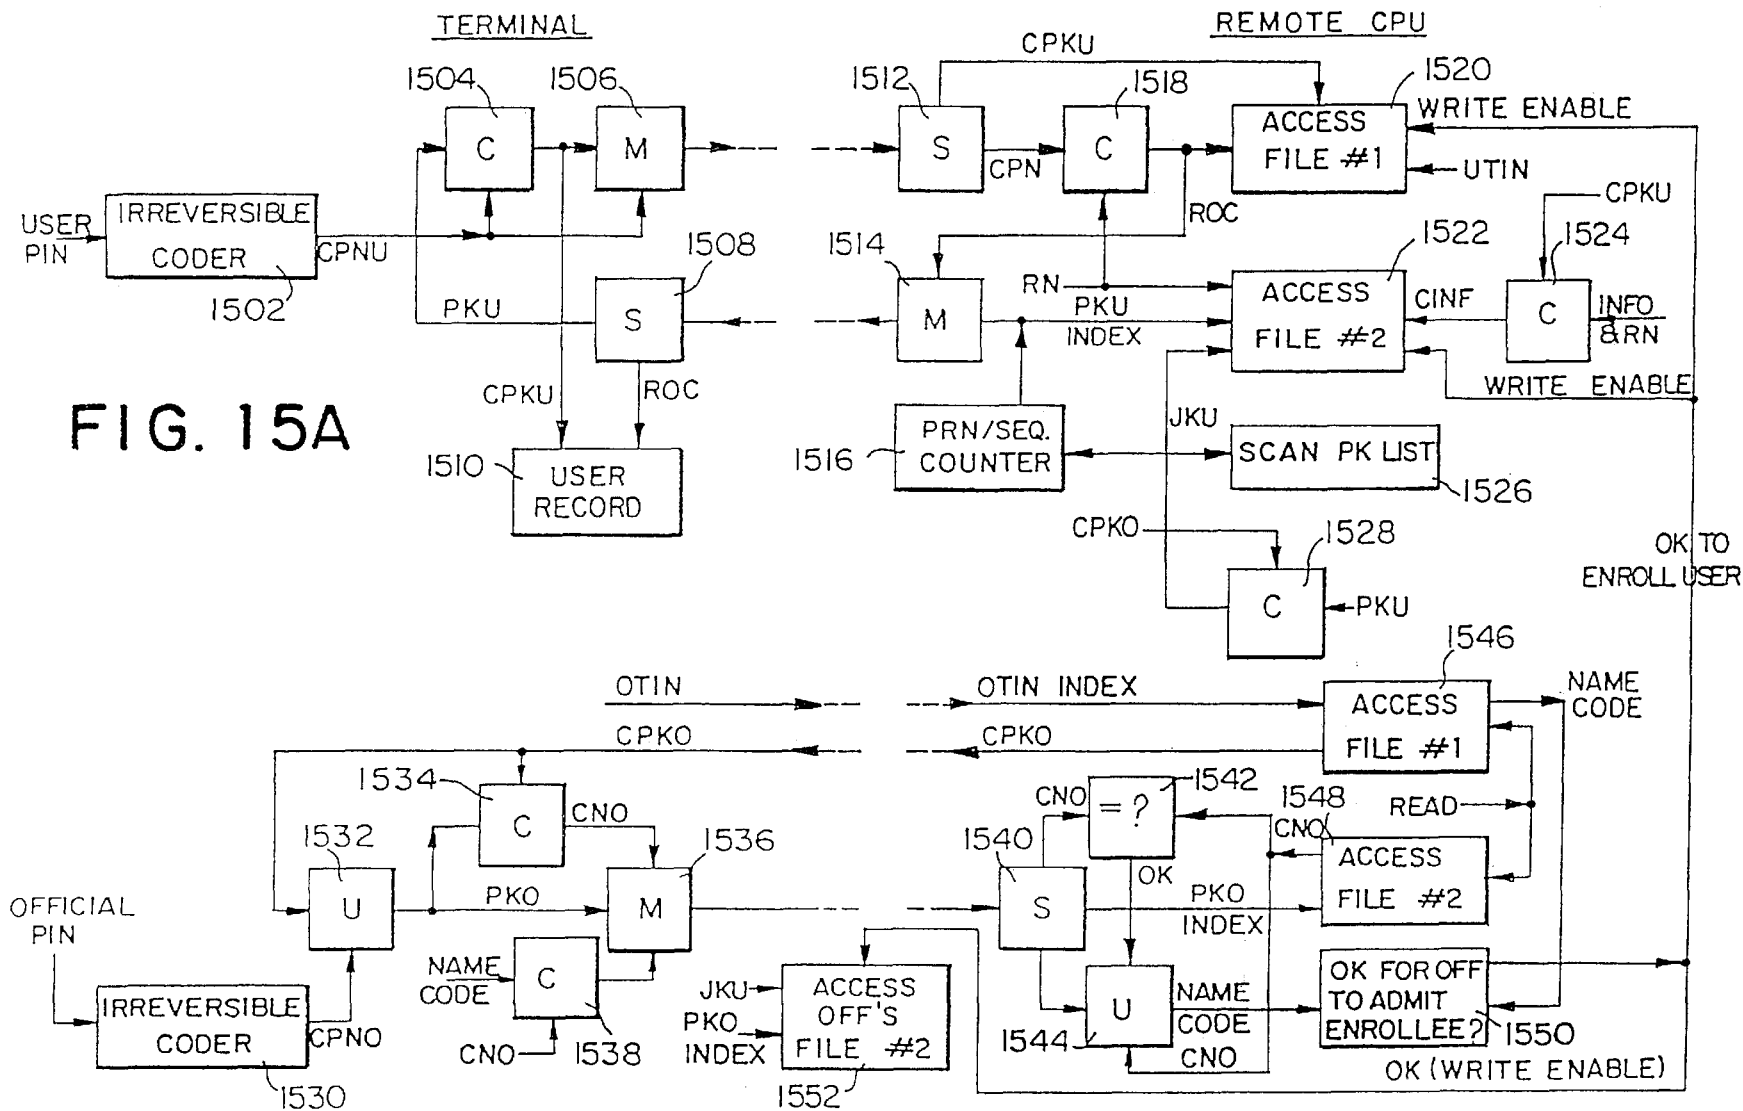 TERMINAL
REMOTE CPU
CPKU
1504
1506
1512
1518
1520
WRITE ENABLE
C
M
S
CPN
C
ACCESS
FILE #1
UTIN
CPKU
USER
PIN
IRREVERSIBLE
CODER
CPNU
1502
1508
1514
ROC
1522
1524
RN
PKU
S
M
PKU
INDEX
ACCESS
FILE #2
CINF
C
INFO
& RN
WRITE ENABLE
FIG. 15A
CPKU
ROC
JKU
1510
USER
RECORD
1516
PRN/SEQ.
COUNTER
SCAN PK LIST
1526
CPKO
1528
C
PKU
OK TO
ENROLL USER
1546
OTIN
OTIN INDEX
ACCESS
FILE #1
NAME
CODE
CPKO
CPKO
1534
C
CNO
CNO
= ?
1542
READ
1548
CNO
ACCESS
FILE #2
1532
U
PKO
1536
M
1540
S
OK
PKO
INDEX
OFFICIAL
PIN
NAME
CODE
C
1538
CNO
IRREVERSIBLE
CODER
CPNO
1530
JKU
PKO
INDEX
ACCESS
OFF'S
FILE #2
1552
U
1544
NAME
CODE
CNO
OK FOR OFF
TO ADMIT
ENROLLEE?
1550
OK (WRITE ENABLE)